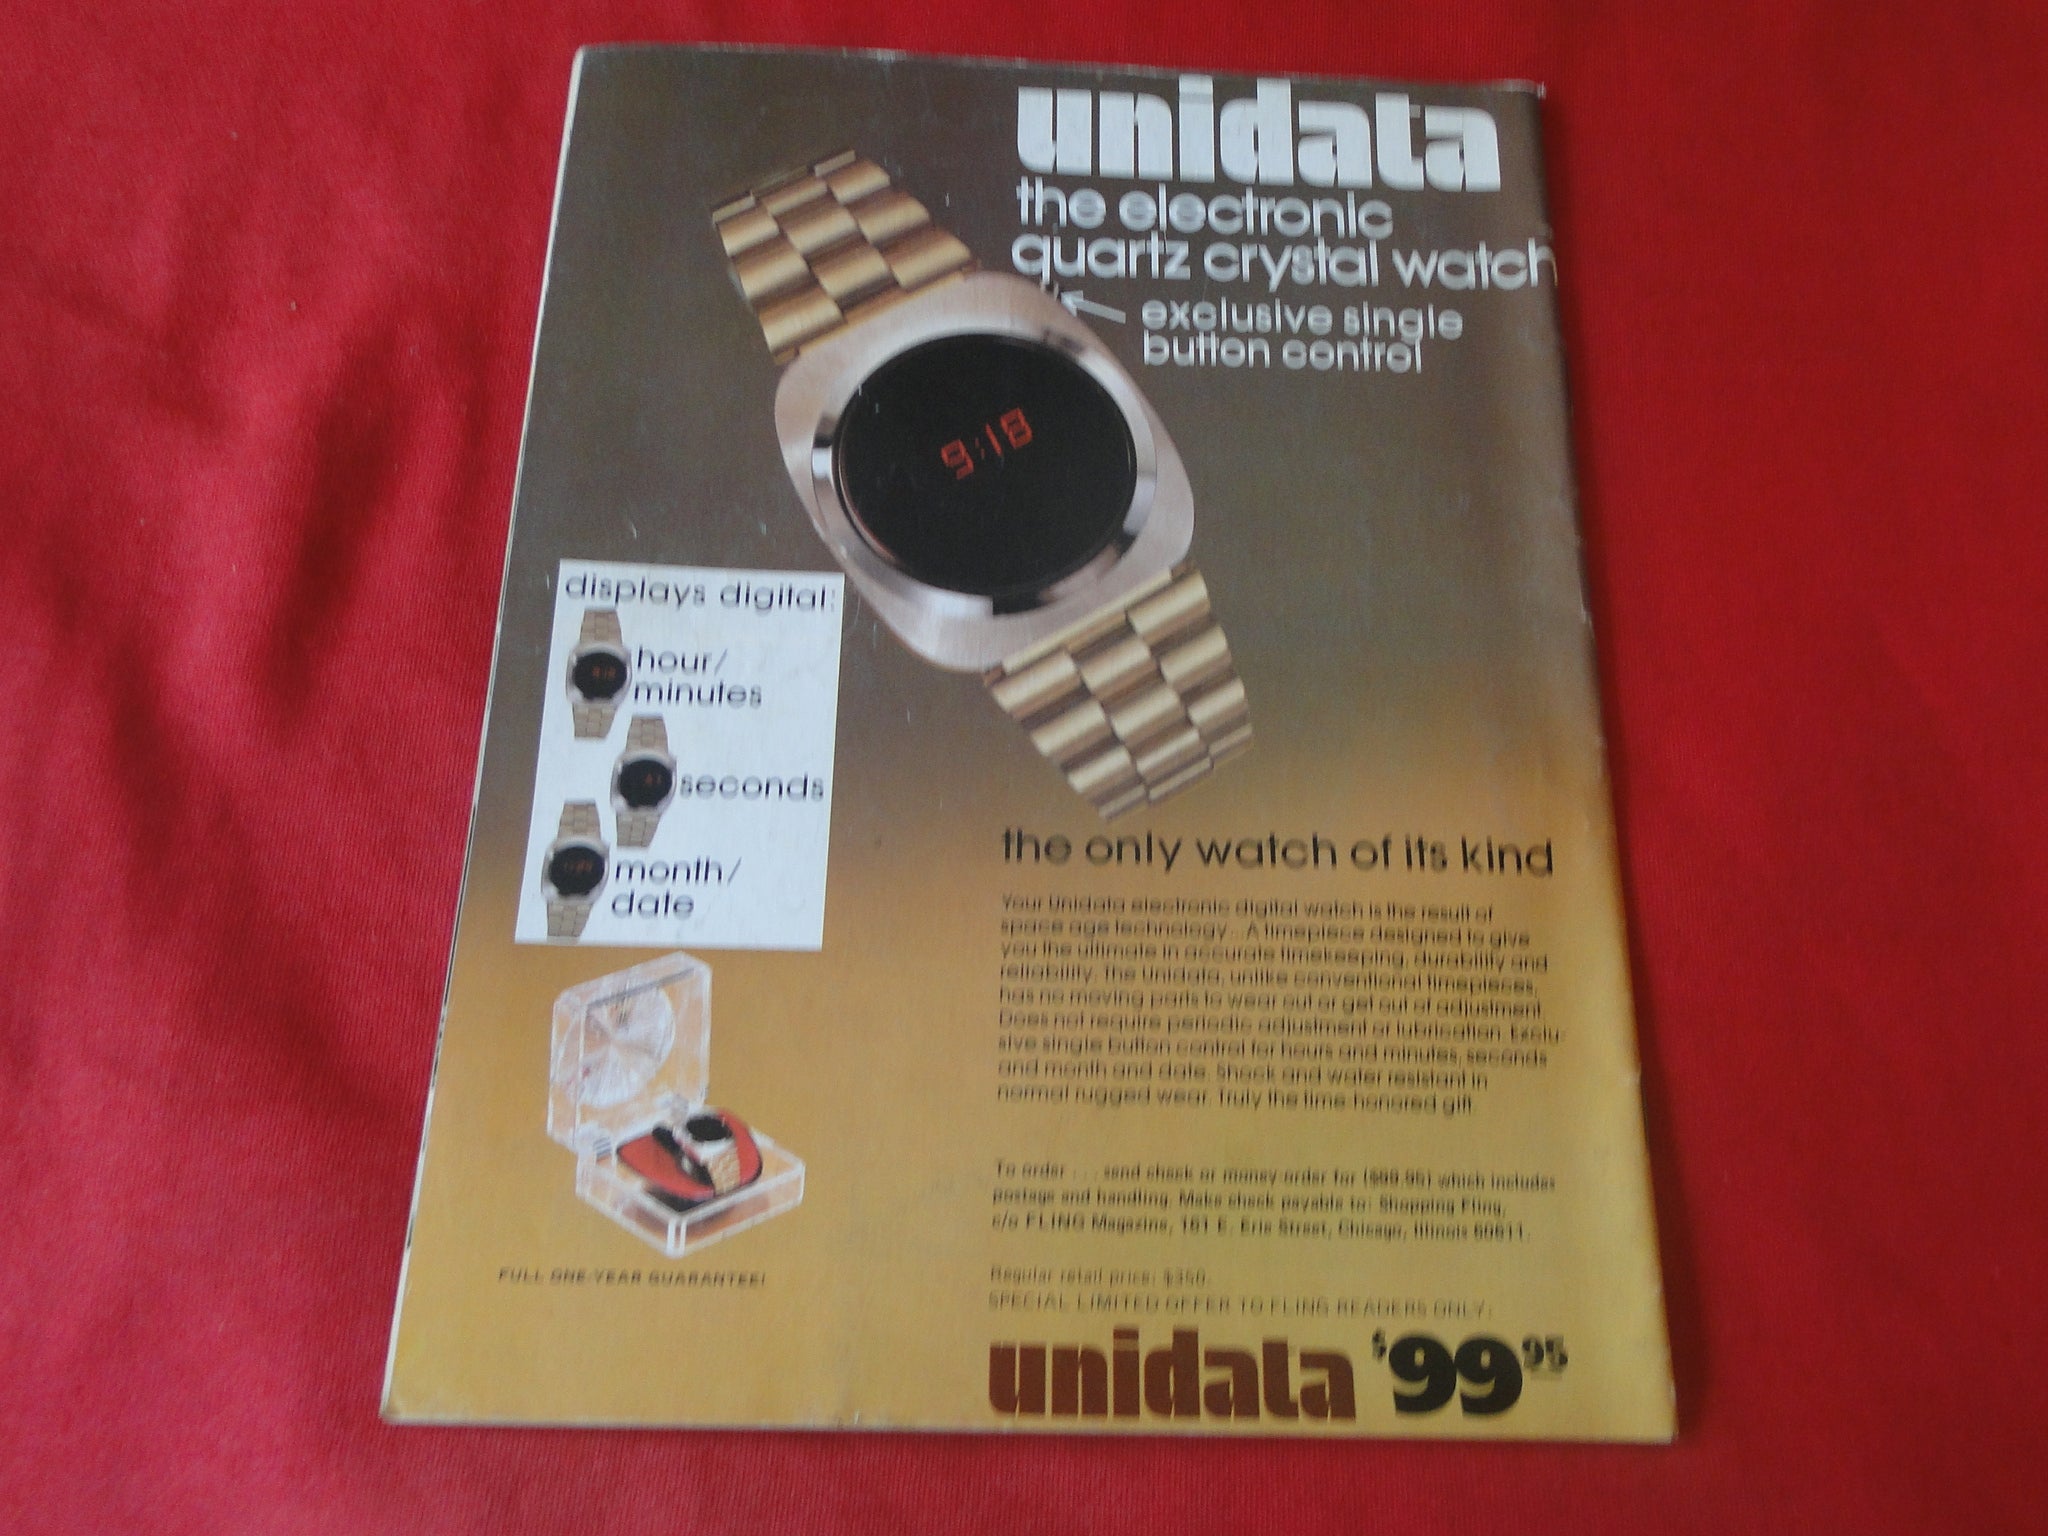 unidata
the electronic
quartz crystal watch
exclusive single
button control
9:18
displays digital:
hour/
minutes
seconds
month/
date
the only watch of its kind
Your Unidata electronic digital watch is the result of
space age technology... A timepiece designed to give
you the ultimate in accurate timekeeping, durability and
reliability. The Unidata, unlike conventional timepieces,
has no moving parts to wear out or get out of adjustment.
Does not require periodic adjustment or lubrication. Exclu-
sive single button control for hours and minutes, seconds
and month and date. Shock and water resistant in
normal rugged wear. Truly the time honored gift.
To order . . . send check or money order for ($99.95) which includes
postage and handling. Make check payable to: Shopping Fling,
c/o FLING Magazine, 161 E. Erie Street, Chicago, Illinois 60611.
FULL ONE-YEAR GUARANTEE!
Regular retail price: $350.
SPECIAL LIMITED OFFER TO FLING READERS ONLY:
unidata $99.95